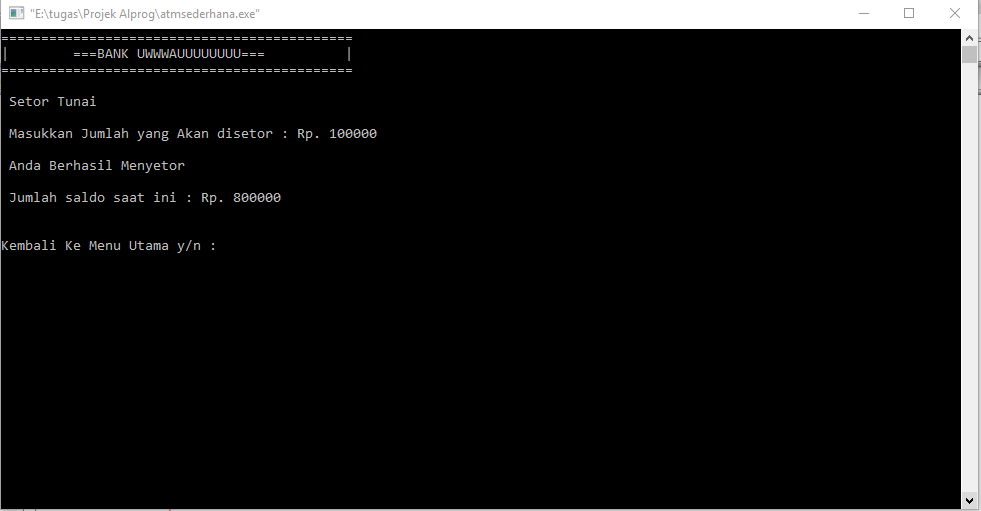 "E:\tugas\Projek Alprog\atmsederhana.exe"
============================================
| ===BANK UWWWAUUUUUUUU=== |
============================================
Setor Tunai
Masukkan Jumlah yang Akan disetor : Rp. 100000
Anda Berhasil Menyetor
Jumlah saldo saat ini : Rp. 800000
Kembali Ke Menu Utama y/n :